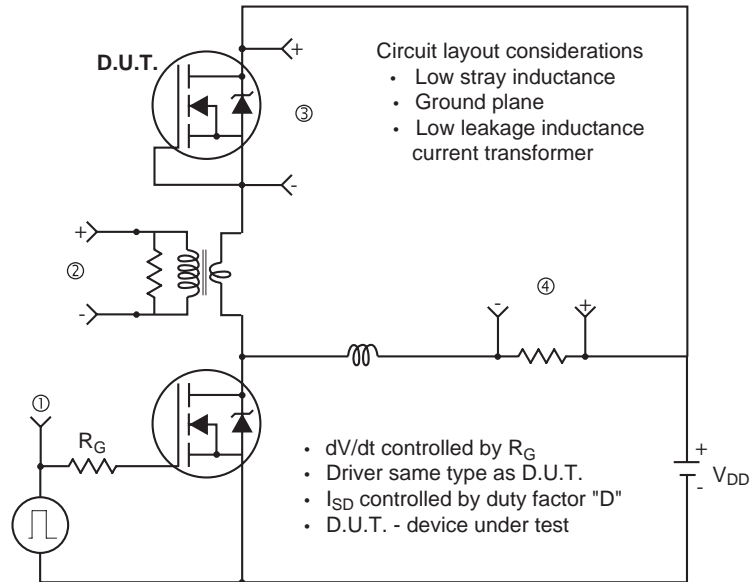 D.U.T.
+
Circuit layout considerations
• Low stray inductance
③
• Ground plane
• Low leakage inductance
current transformer
-
+
②
-
④
- +
①
R_G
• dV/dt controlled by R_G
• Driver same type as D.U.T.
• I_SD controlled by duty factor "D"
• D.U.T. - device under test
+
V_DD
-